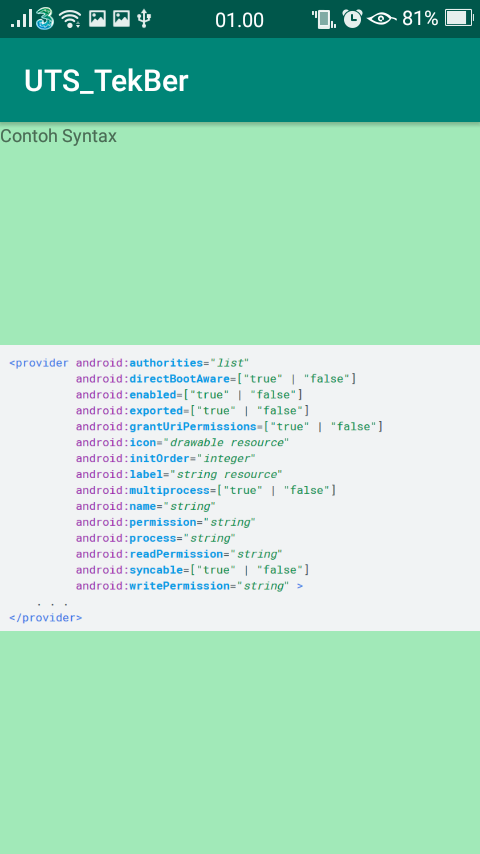 01.00
81%
UTS_TekBer
Contoh Syntax
<provider android:authorities="list"
android:directBootAware=["true" | "false"]
android:enabled=["true" | "false"]
android:exported=["true" | "false"]
android:grantUriPermissions=["true" | "false"]
android:icon="drawable resource"
android:initOrder="integer"
android:label="string resource"
android:multiprocess=["true" | "false"]
android:name="string"
android:permission="string"
android:process="string"
android:readPermission="string"
android:syncable=["true" | "false"]
android:writePermission="string" >
. . .
</provider>